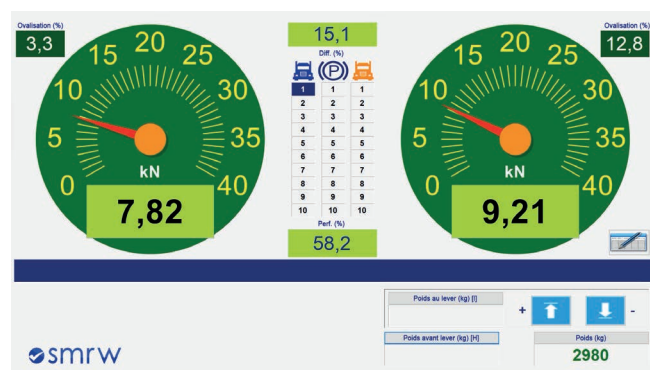 Ovalisation (%)
3,3
0
5
10
15
20
25
30
35
40
kN
7,82
15,1
Diff. (%)
P
1 1 1
2 2 2
3 3 3
4 4 4
5 5 5
6 6 6
7 7 7
8 8 8
9 9 9
10 10 10
Perf. (%)
58,2
Ovalisation (%)
12,8
0
5
10
15
20
25
30
35
40
kN
9,21
Poids au lever (kg) [I]
+
-
Poids avant lever (kg) [H]
Poids (kg)
2980
smrw